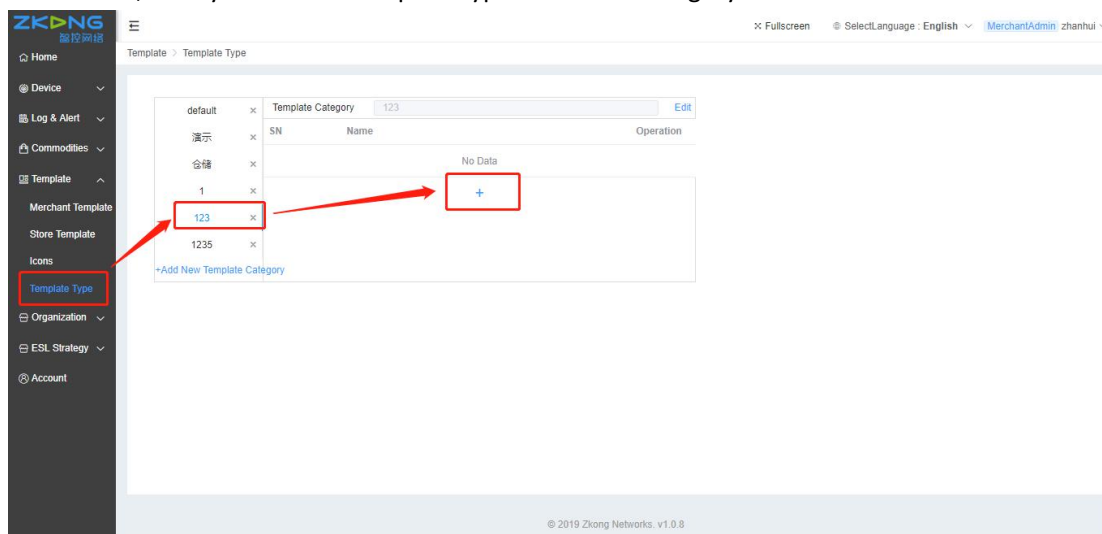 ZKONG
智控网络
Fullscreen
SelectLanguage : English
MerchantAdmin zhanhui
Template > Template Type
Home
Device
Log & Alert
Commodities
Template
Merchant Template
Store Template
Icons
Template Type
Organization
ESL Strategy
Account
default ×
演示 ×
仓储 ×
1 ×
123 ×
1235 ×
+Add New Template Category
Template Category 123 Edit
SN Name Operation
No Data
+
© 2019 Zkong Networks. v1.0.8